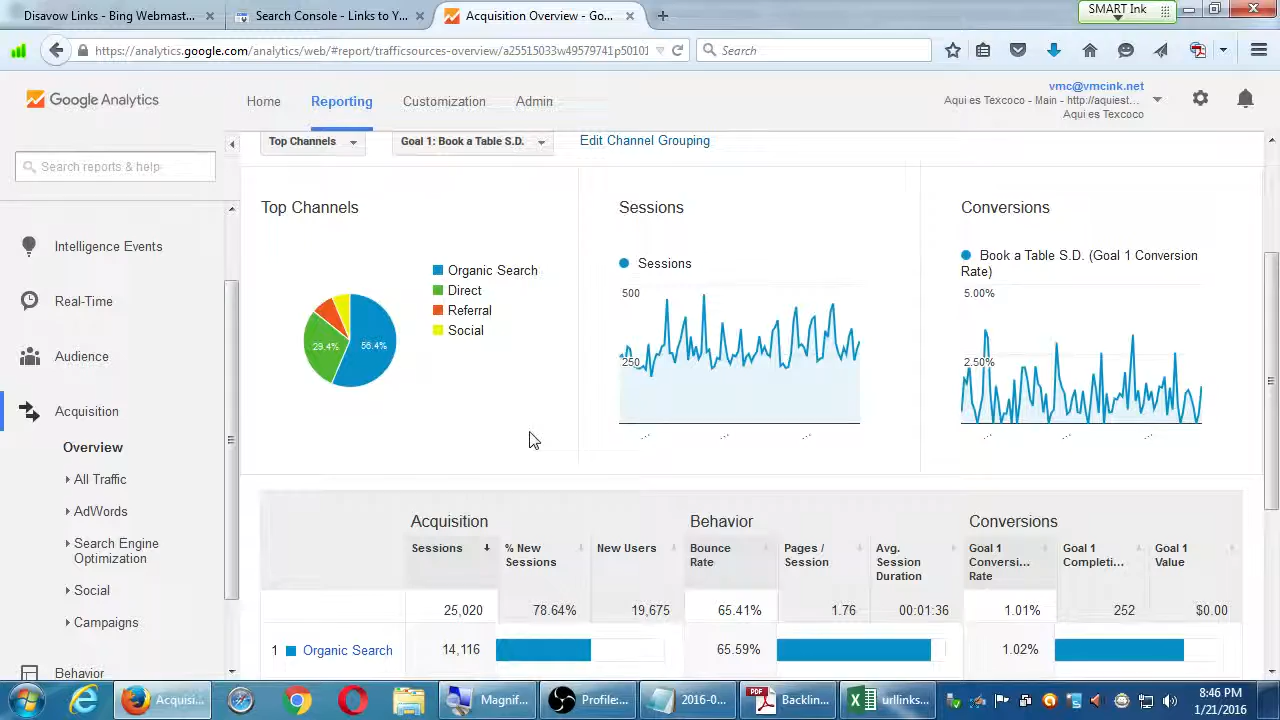 Disavow Links - Bing Webmast...
Search Console - Links to Y...
Acquisition Overview - Go...
SMART Ink
https://analytics.google.com/analytics/web/#report/trafficsources-overview/a25515033w49579741p50101
Search
Google Analytics
Home
Reporting
Customization
Admin
vmc@vmcink.net
Aqui es Texcoco - Main - http://aquiest...
Aqui es Texcoco
Search reports & help
Top Channels
Goal 1: Book a Table S.D.
Edit Channel Grouping
Intelligence Events
Real-Time
Audience
Acquisition
Overview
All Traffic
AdWords
Search Engine
Optimization
Social
Campaigns
Behavior
Top Channels
Organic Search
Direct
Referral
Social
29.4%
56.4%
Sessions
Sessions
500
250
Conversions
Book a Table S.D. (Goal 1 Conversion
Rate)
5.00%
2.50%
Acquisition
Behavior
Conversions
Sessions
% New
Sessions
New Users
Bounce
Rate
Pages /
Session
Avg.
Session
Duration
Goal 1
Conversi...
Rate
Goal 1
Completi...
Goal 1
Value
25,020 78.64% 19,675 65.41% 1.76 00:01:36 1.01% 252 $0.00
1 Organic Search 14,116 65.59% 1.02%
Acquisi...
Magnif...
Profile:...
2016-0...
PDF
Backlin...
urllinks...
8:46 PM
1/21/2016